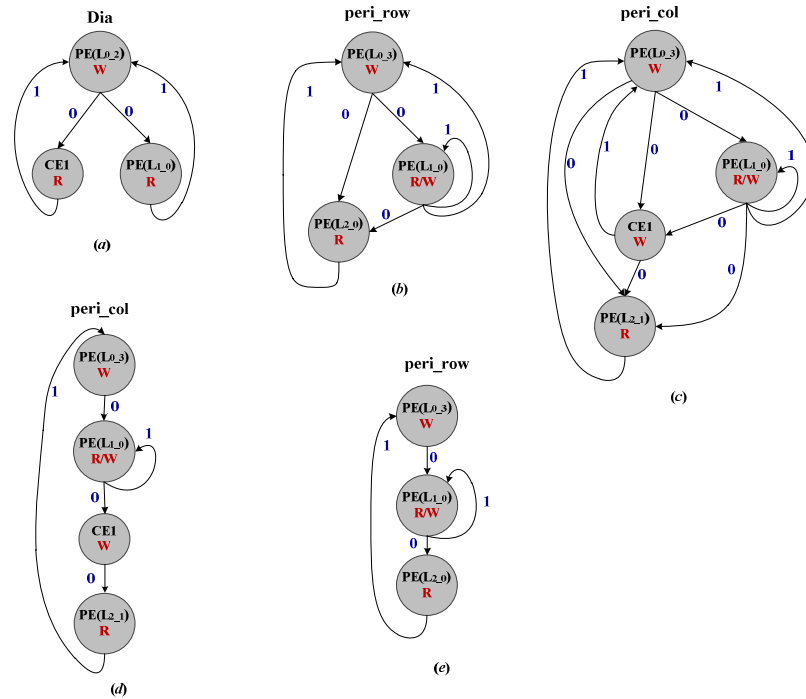 Dia
PE(L0_2)
W
1
1
0
0
CE1
R
PE(L1_0)
R
(a)
peri_row
PE(L0_3)
W
1
1
0
0
1
PE(L1_0)
R/W
0
PE(L2_0)
R
(b)
peri_col
PE(L0_3)
W
1
1
0
0
1
0
1
PE(L1_0)
R/W
CE1
W
0
0
0
PE(L2_1)
R
(c)
peri_col
PE(L0_3)
W
1
0
PE(L1_0)
R/W
1
0
CE1
W
0
PE(L2_1)
R
(d)
peri_row
PE(L0_3)
W
1
0
PE(L1_0)
R/W
1
0
PE(L2_0)
R
(e)